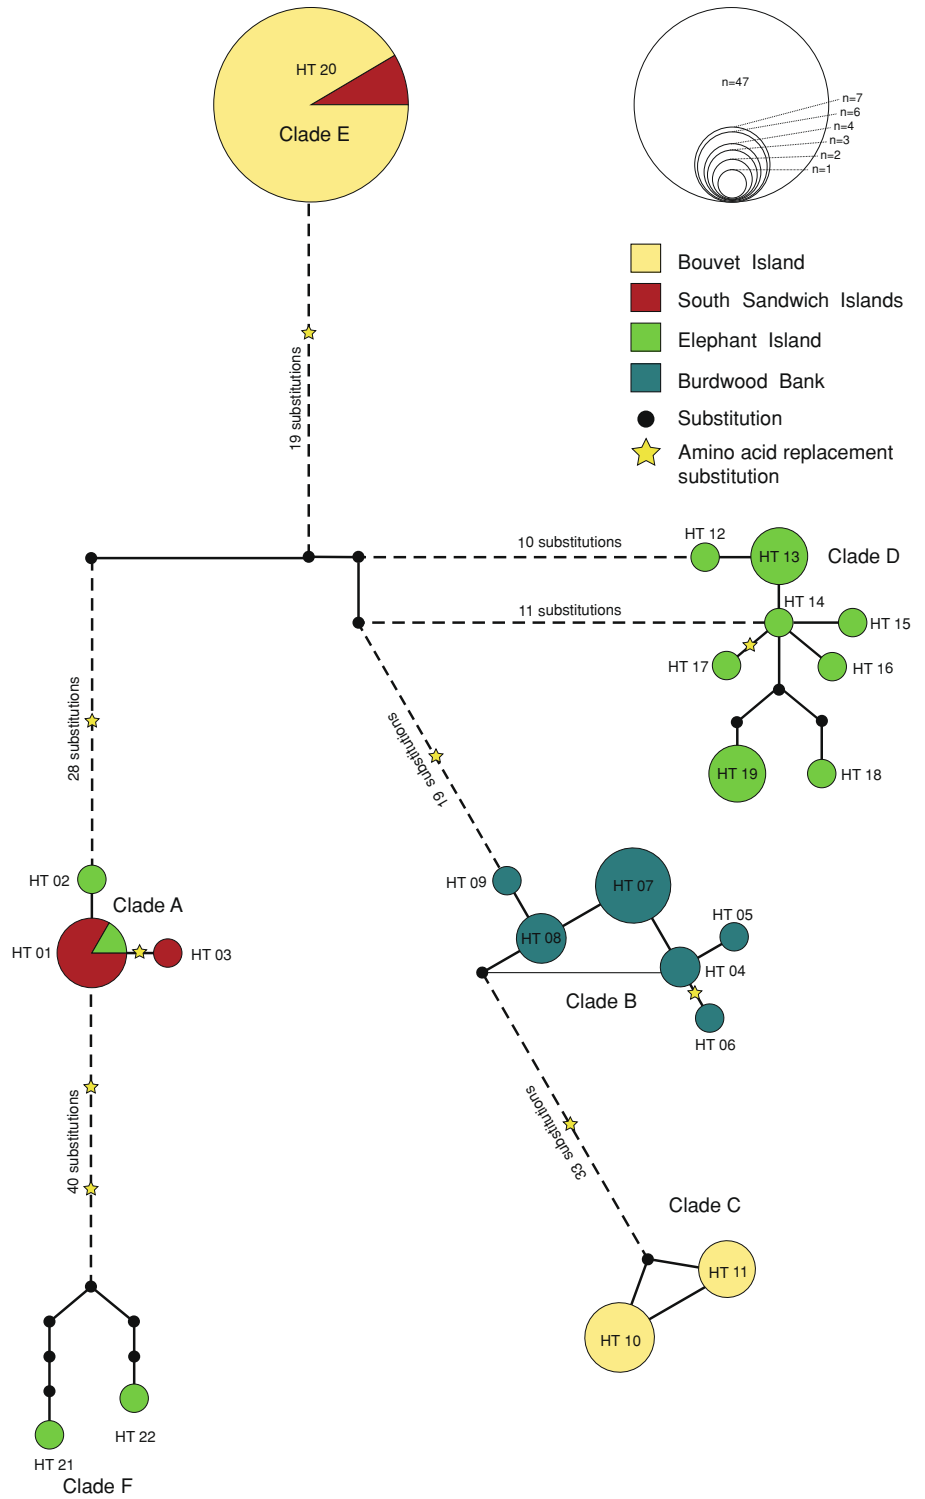 HT 20
Clade E
n=47
n=7
n=6
n=4
n=3
n=2
n=1
Bouvet Island
South Sandwich Islands
Elephant Island
Burdwood Bank
Substitution
Amino acid replacement
substitution
19 substitutions
10 substitutions
HT 12
HT 13
Clade D
11 substitutions
HT 14
HT 15
HT 17
HT 16
HT 19
HT 18
28 substitutions
19 substitutions
HT 02
Clade A
HT 01
HT 03
HT 09
HT 07
HT 08
HT 05
HT 04
Clade B
HT 06
40 substitutions
33 substitutions
Clade C
HT 11
HT 10
HT 22
HT 21
Clade F